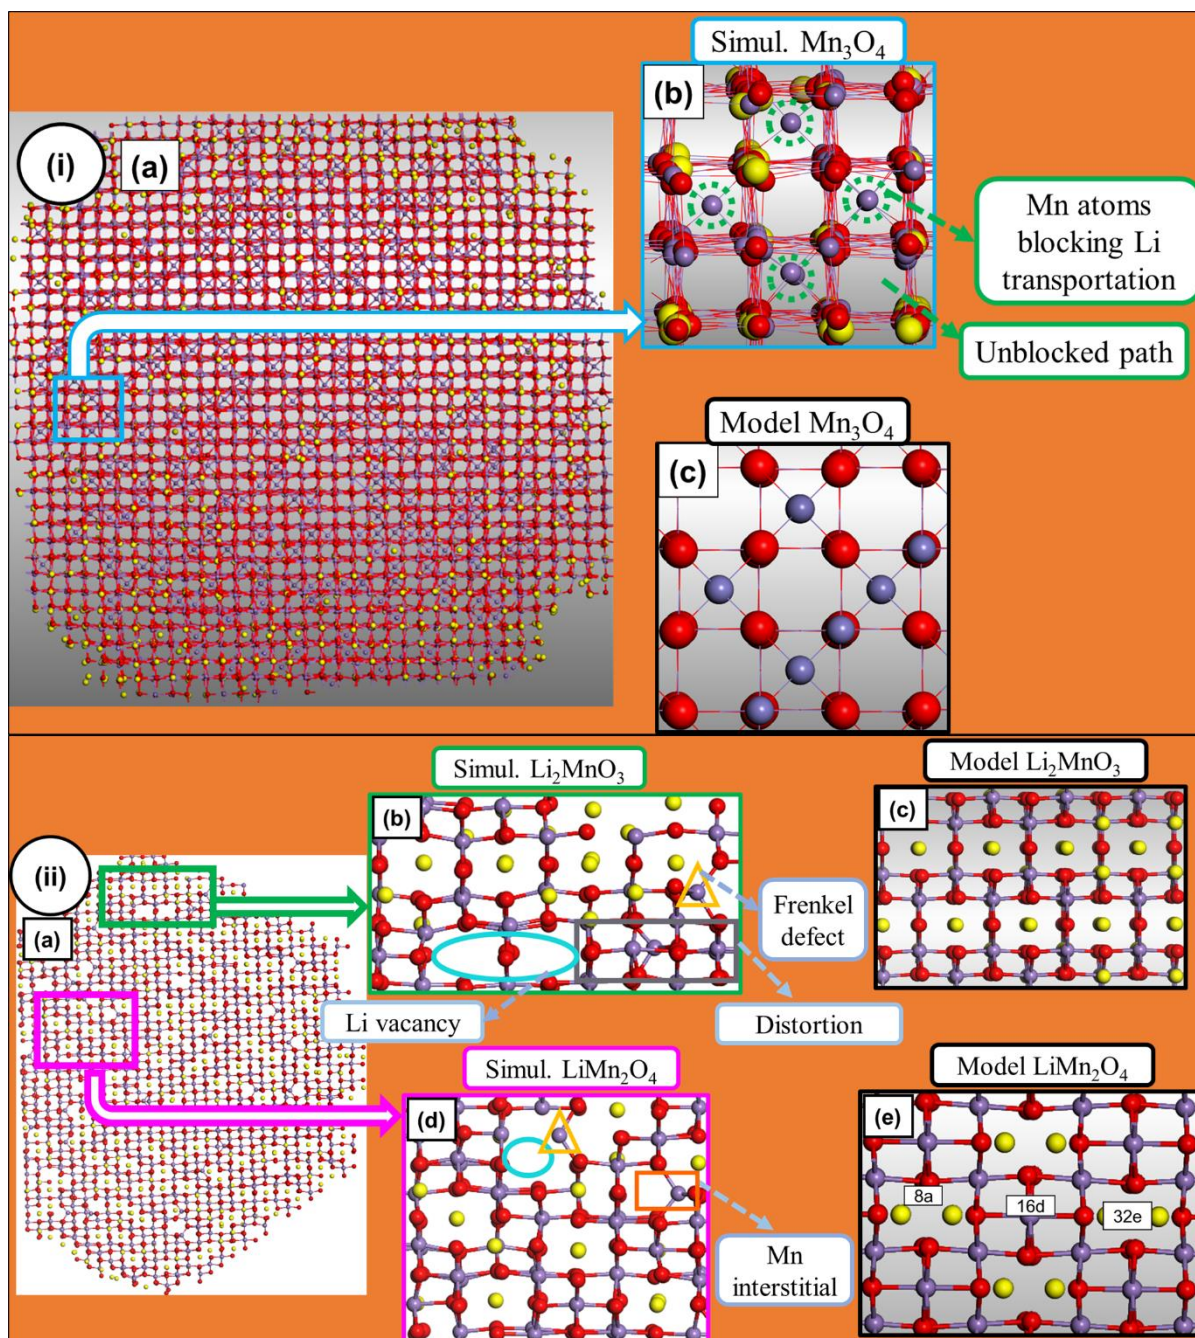 Simul. Mn₃O₄
(i)
(a)
(b)
Mn atoms
blocking Li
transportation
Unblocked path
Model Mn₃O₄
(c)
Simul. Li₂MnO₃
Model Li₂MnO₃
(ii)
(a)
(b)
(c)
Frenkel
defect
Li vacancy
Distortion
Simul. LiMn₂O₄
Model LiMn₂O₄
(d)
(e)
8a
16d
32e
Mn
interstitial